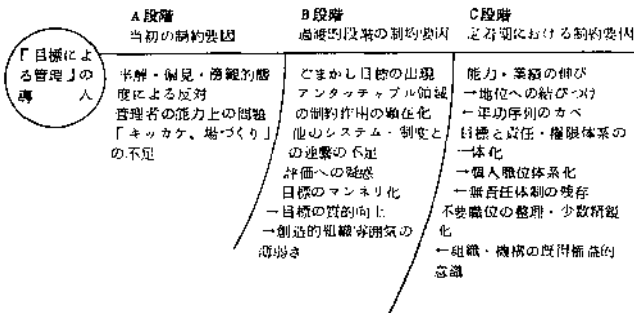 「目標によ
る管理」の
導入
A段階
当初の制約要因
半解・偏見・傍観的態
度による反対
管理者の能力上の問題
「キッカケ、場づくり」
の不足
B段階
過渡的段階の制約要因
ごまかし目標の出現
アンタッチャブル領域
の制約作用の顕在化
他のシステム・制度と
の連繋の不足
評価への疑惑
目標のマンネリ化
→目標の質的向上
→創造的組織雰囲気の
薄弱さ
C段階
定着期における制約要因
能力・業績の伸び
→地位への結びつけ
←年功序列のカベ
目標と責任・権限体系の
一体化
→個人職位体系化
←無責任体制の残存
不要職位の整理・少数精鋭
化
←組織・機構の既得権益的
意識